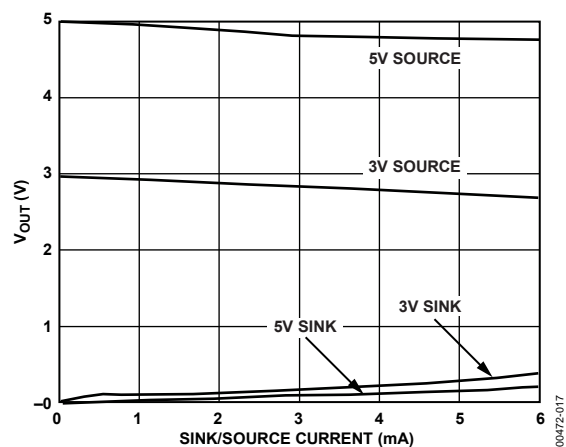 5
4
3
2
1
–0
V_OUT (V)
5V SOURCE
3V SOURCE
3V SINK
5V SINK
0 1 2 3 4 5 6
SINK/SOURCE CURRENT (mA)
00472-017